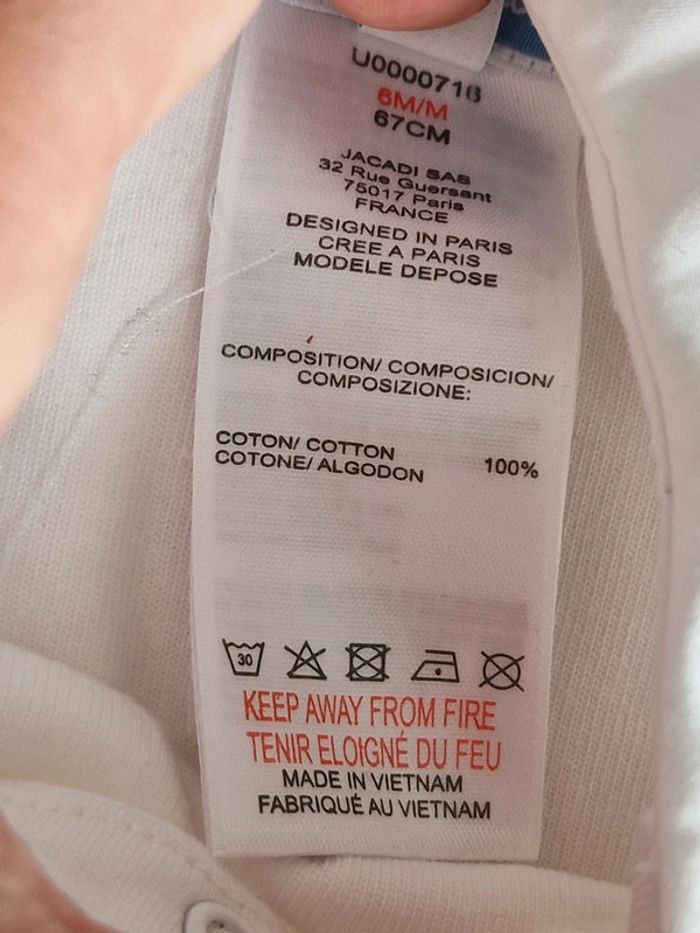 U0000716
6M/M
67CM
JACADI SAS
32 Rue Guersant
75017 Paris
FRANCE
DESIGNED IN PARIS
CREE A PARIS
MODELE DEPOSE
COMPOSITION/ COMPOSICION/
COMPOSIZIONE:
COTON/ COTTON
COTONE/ ALGODON 100%
30
KEEP AWAY FROM FIRE
TENIR ELOIGNÉ DU FEU
MADE IN VIETNAM
FABRIQUÉ AU VIETNAM